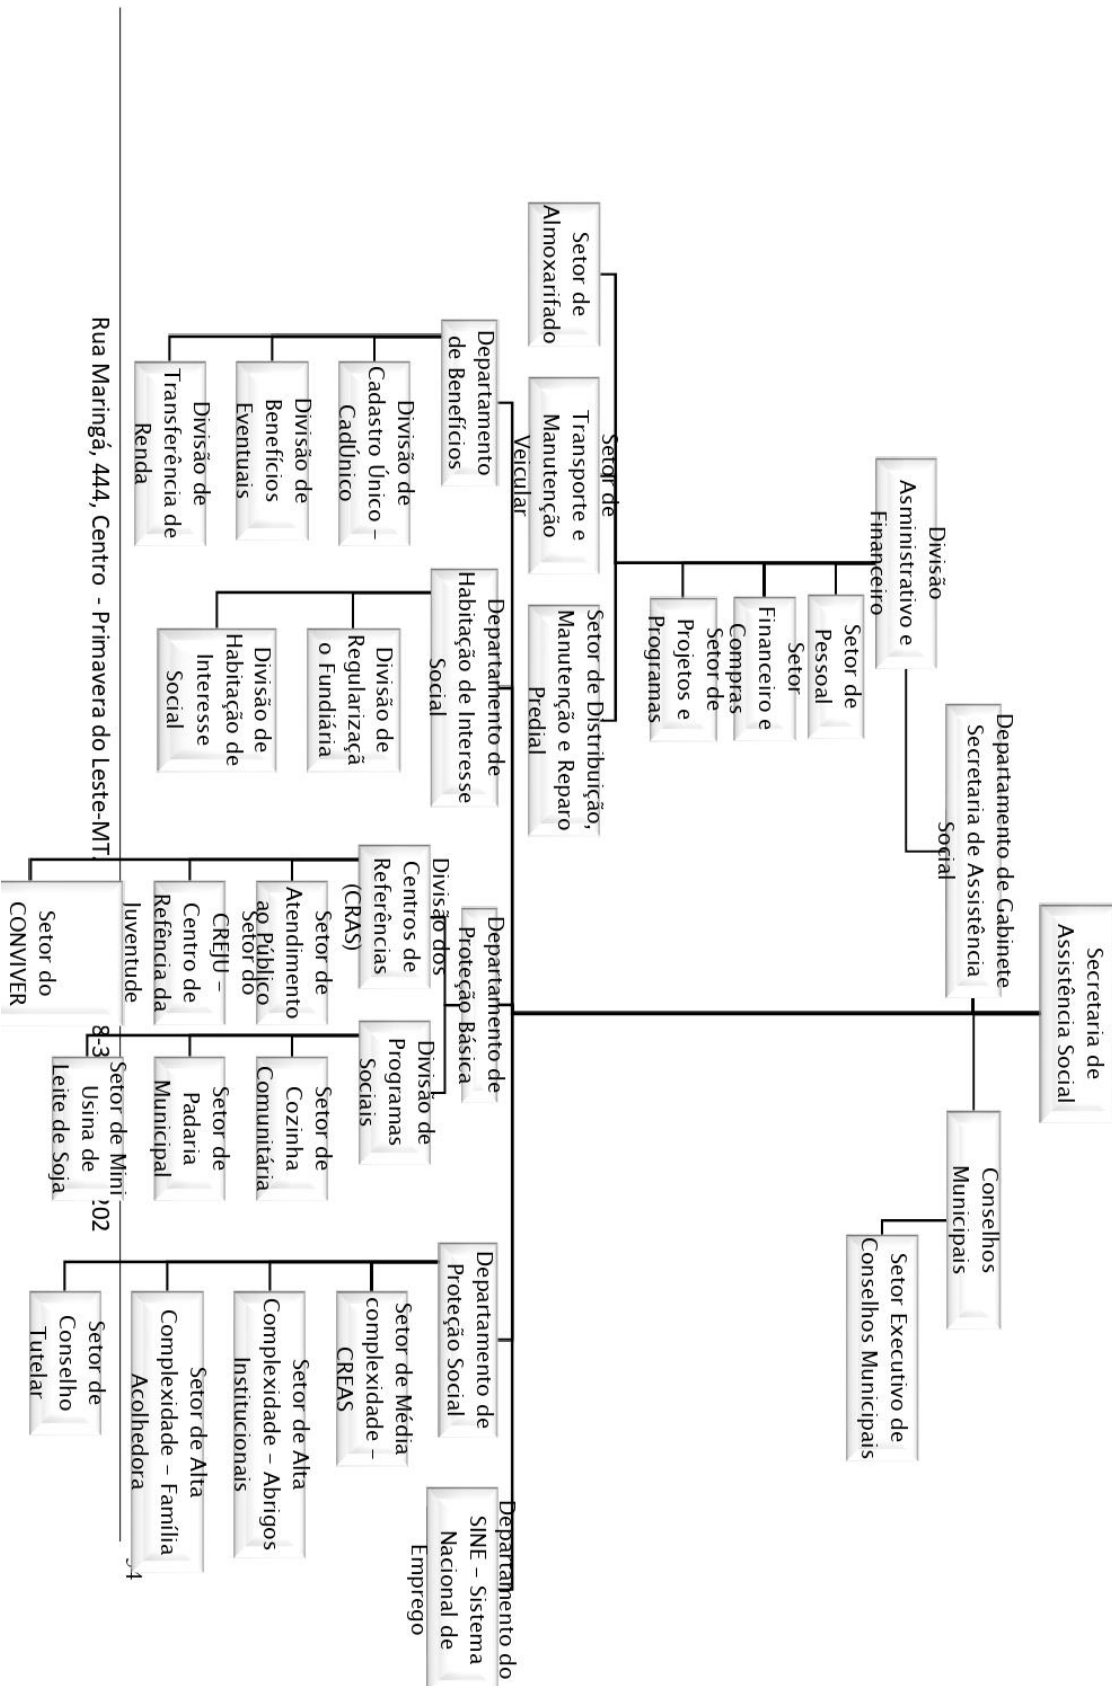 Secretaria de
Assistência Social
Departamento de Gabinete
Secretaria de Assistência
Social
Conselhos
Municipais
Setor Executivo de
Conselhos Municipais
Divisão
Asministrativo e
Financeiro
Setor de
Pessoal
Setor
Financeiro e
Compras
Setor de
Projetos e
Programas
Setor de
Almoxarifado
Setor de
Transporte e
Manutenção
Veicular
Setor de Distribuição,
Manutenção e Reparo
Predial
Departamento
de Benefícios
Divisão de
Cadastro Único –
CadÚnico
Divisão de
Benefícios
Eventuais
Divisão de
Transferência de
Renda
Departamento de
Habitação de Interesse
Social
Divisão de
Regularizaçã
o Fundiária
Divisão de
Habitação de
Interesse
Social
Departamento de
Proteção Básica
Divisão dos
Centros de
Referências
(CRAS)
Setor de
Atendimento
ao Público
Setor do
CREJU –
Centro de
Refência da
Juventude
Setor do
CONVIVER
Divisão de
Programas
Sociais
Setor de
Cozinha
Comunitária
Setor de
Padaria
Municipal
Setor de Mini
Usina de
Leite de Soja
Departamento de
Proteção Social
Setor de Média
complexidade –
CREAS
Setor de Alta
Complexidade – Abrigos
Institucionais
Setor de Alta
Complexidade – Família
Acolhedora
Setor de
Conselho
Tutelar
Departamento do
SINE – Sistema
Nacional de
Emprego
Rua Maringá, 444, Centro - Primavera do Leste-MT